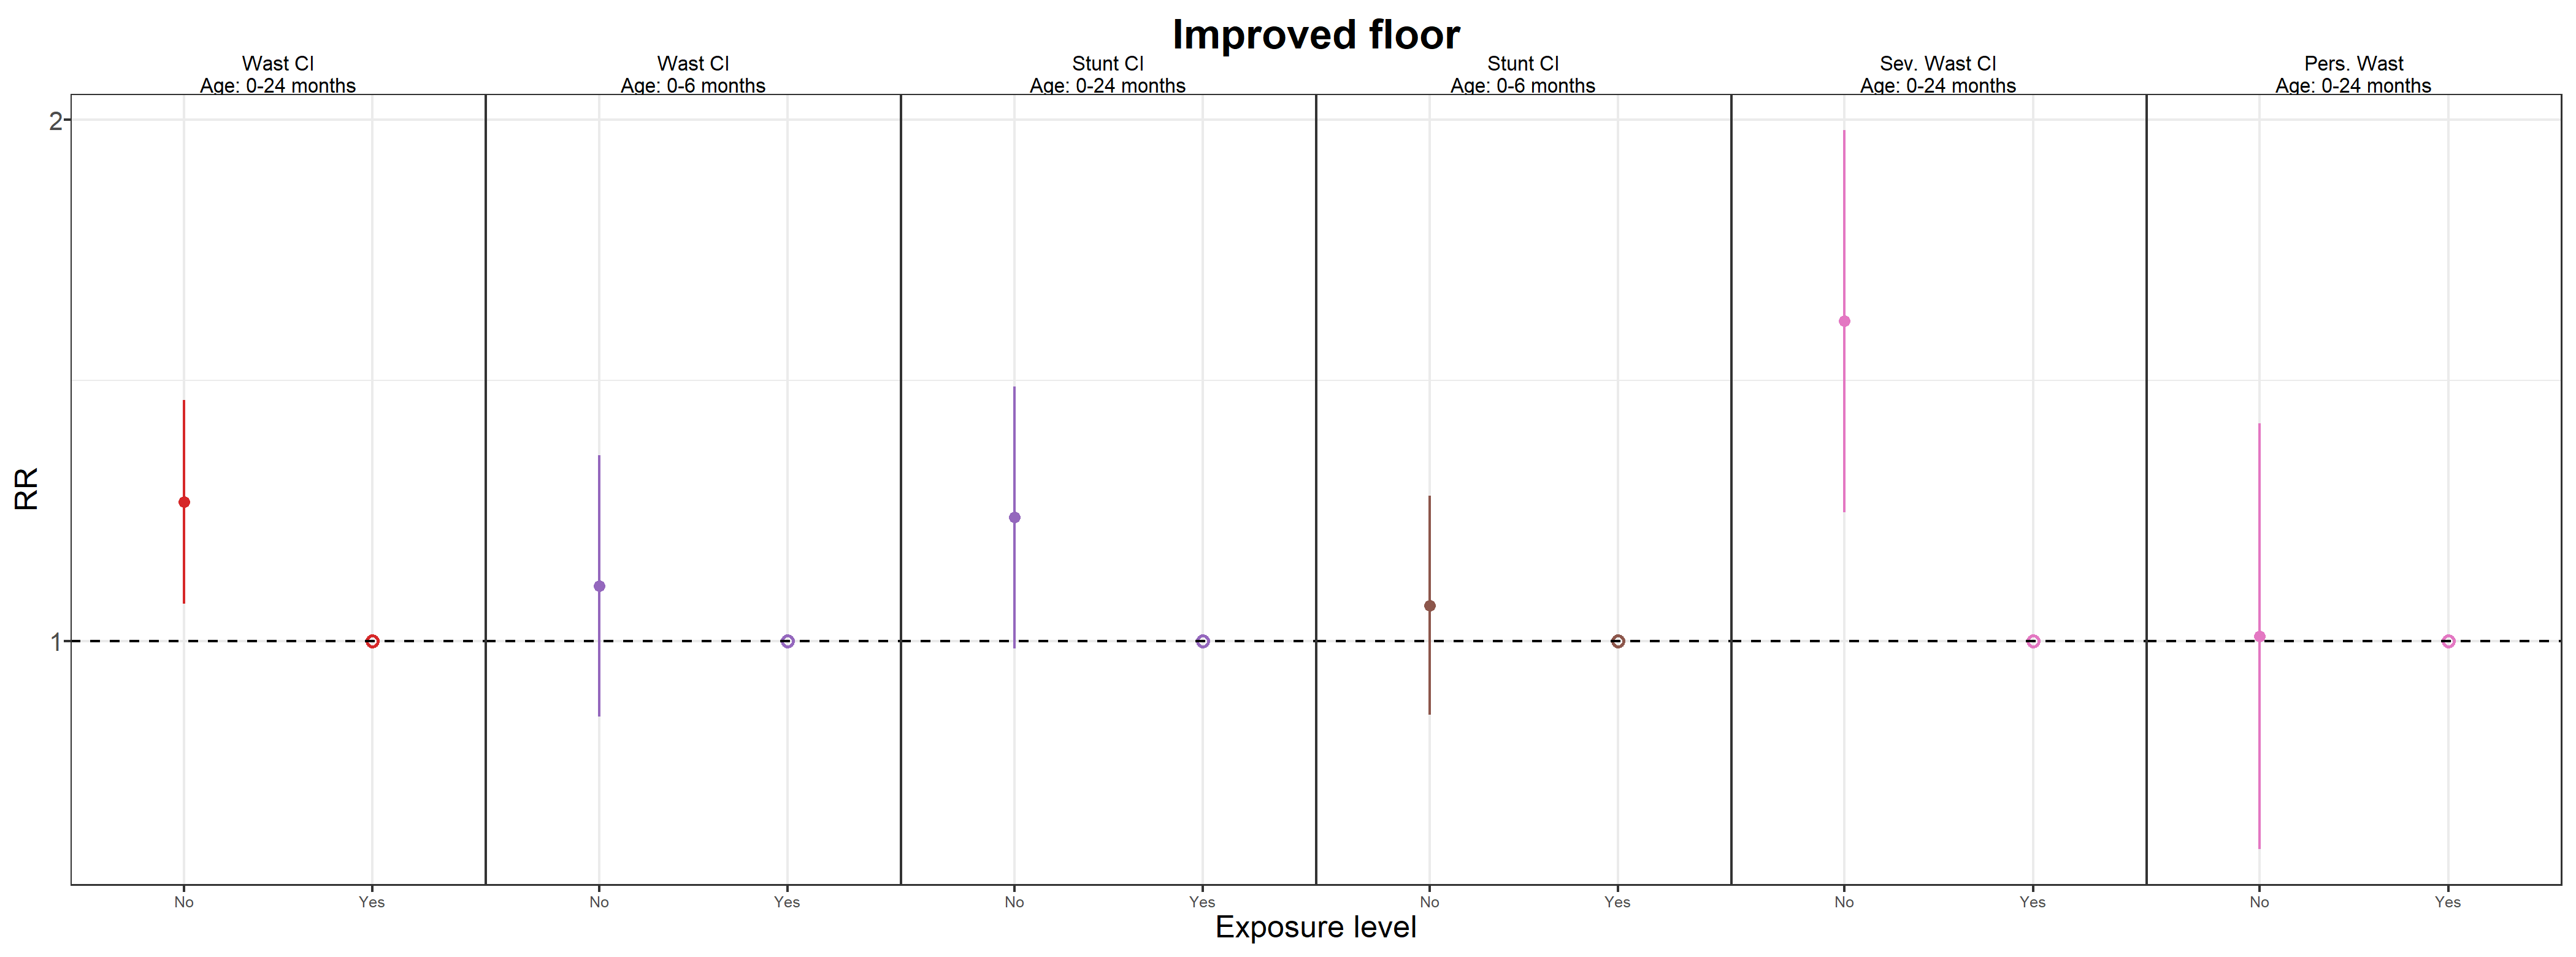 Improved floor
Wast CI
Age: 0-24 months
Wast CI
Age: 0-6 months
Stunt CI
Age: 0-24 months
Stunt CI
Age: 0-6 months
Sev. Wast CI
Age: 0-24 months
Pers. Wast
Age: 0-24 months
2
1
RR
No Yes No Yes No Yes No Yes No Yes No Yes
Exposure level